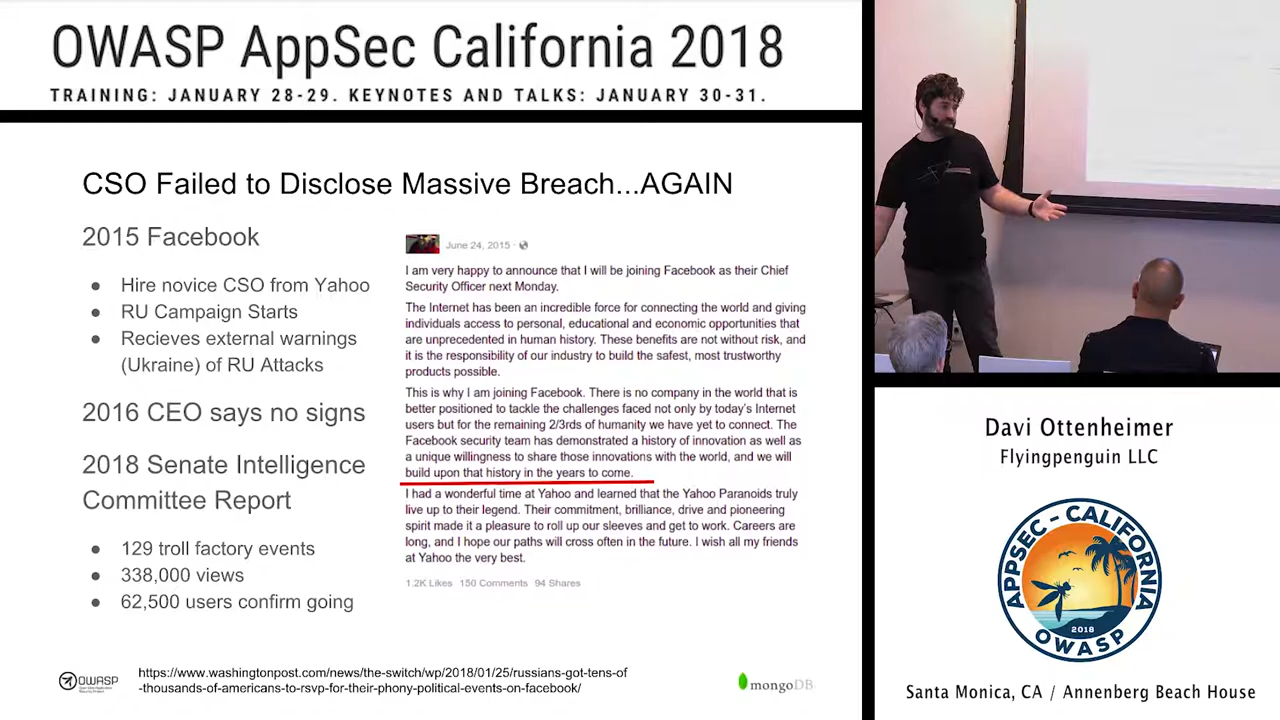 OWASP AppSec California 2018
TRAINING: JANUARY 28-29. KEYNOTES AND TALKS: JANUARY 30-31.
CSO Failed to Disclose Massive Breach...AGAIN
2015 Facebook
● Hire novice CSO from Yahoo
● RU Campaign Starts
● Recieves external warnings
(Ukraine) of RU Attacks
2016 CEO says no signs
2018 Senate Intelligence
Committee Report
● 129 troll factory events
● 338,000 views
● 62,500 users confirm going
June 24, 2015 ·
I am very happy to announce that I will be joining Facebook as their Chief
Security Officer next Monday.
The Internet has been an incredible force for connecting the world and giving
individuals access to personal, educational and economic opportunities that
are unprecedented in human history. These benefits are not without risk, and
it is the responsibility of our industry to build the safest, most trustworthy
products possible.
This is why I am joining Facebook. There is no company in the world that is
better positioned to tackle the challenges faced not only by today's Internet
users but for the remaining 2/3rds of humanity we have yet to connect. The
Facebook security team has demonstrated a history of innovation as well as
a unique willingness to share those innovations with the world, and we will
build upon that history in the years to come.
I had a wonderful time at Yahoo and learned that the Yahoo Paranoids truly
live up to their legend. Their commitment, brilliance, drive and pioneering
spirit made it a pleasure to roll up our sleeves and get to work. Careers are
long, and I hope our paths will cross often in the future. I wish all my friends
at Yahoo the very best.
1.2K Likes 150 Comments 94 Shares
OWASP
https://www.washingtonpost.com/news/the-switch/wp/2018/01/25/russians-got-tens-of
-thousands-of-americans-to-rsvp-for-their-phony-political-events-on-facebook/
mongoDB
Davi Ottenheimer
Flyingpenguin LLC
APPSEC - CALIFORNIA
2018
OWASP
Santa Monica, CA / Annenberg Beach House